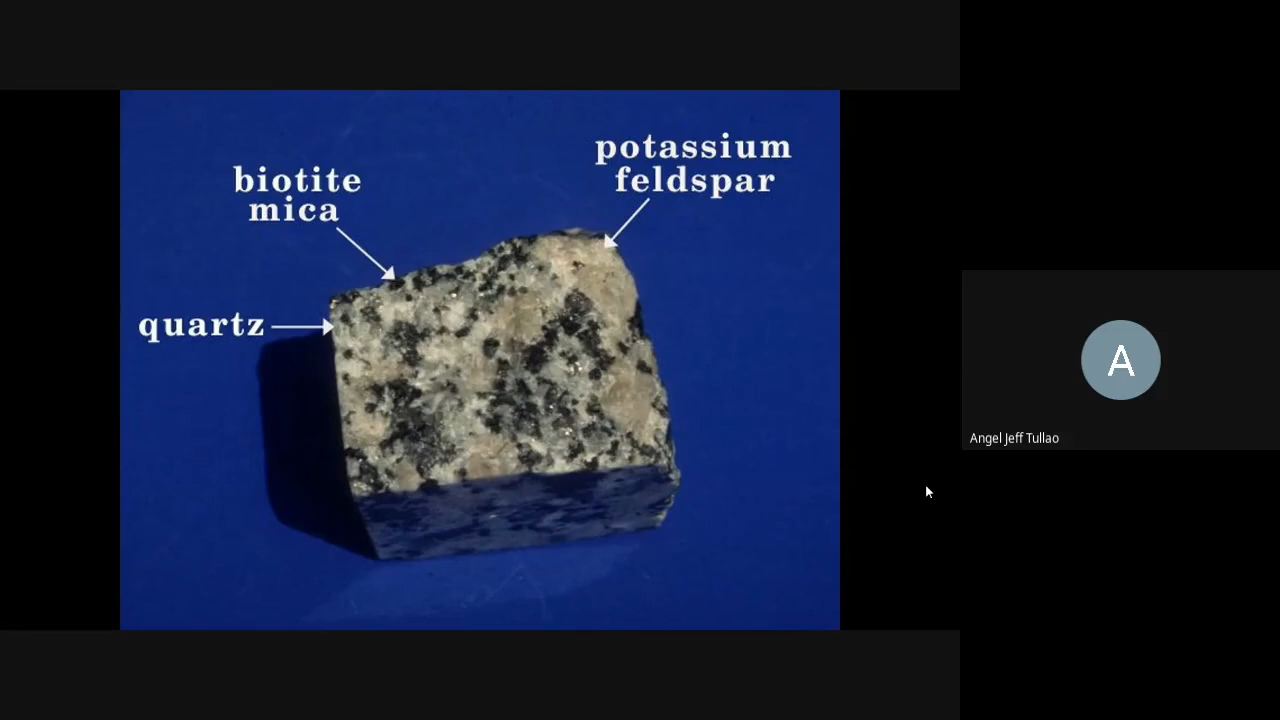 potassium
feldspar
biotite
mica
quartz
A
Angel Jeff Tullao